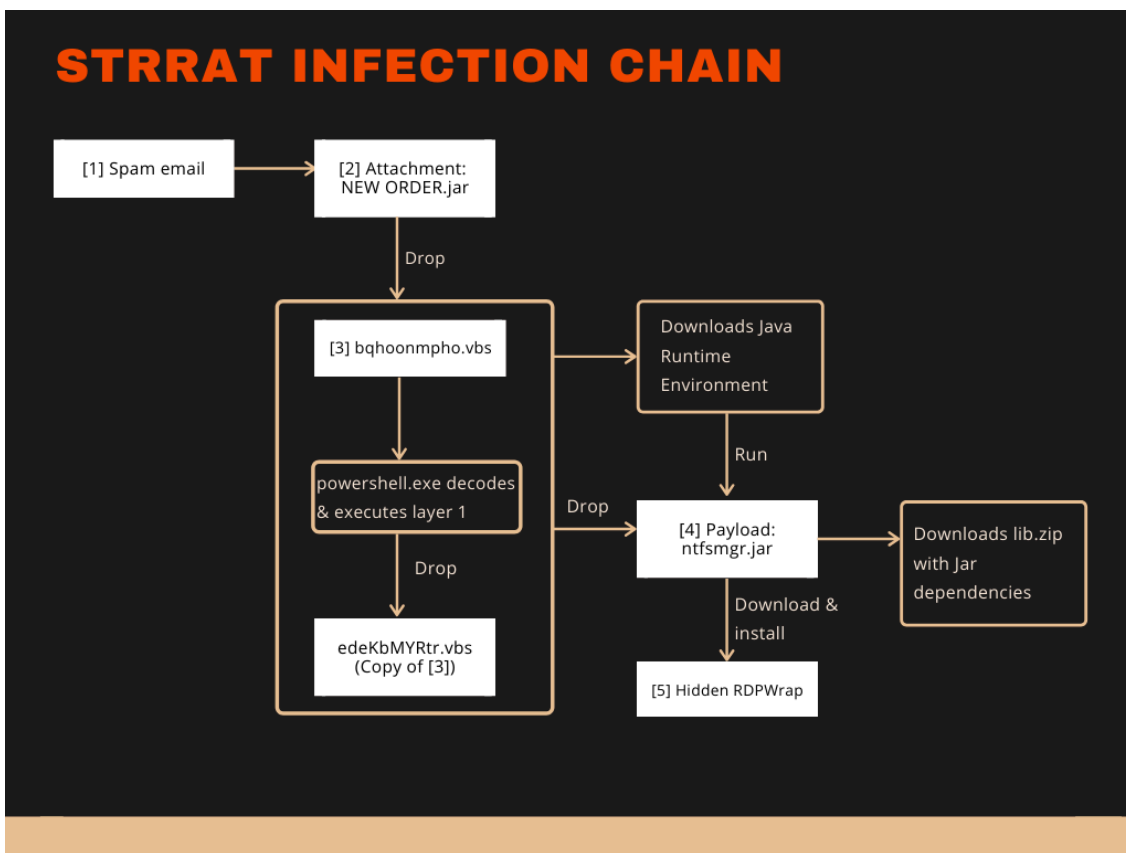 STRRAT INFECTION CHAIN
[1] Spam email
[2] Attachment:
NEW ORDER.jar
Drop
[3] bqhoonmpho.vbs
Downloads Java
Runtime
Environment
powershell.exe decodes
& executes layer 1
Run
Drop
[4] Payload:
ntfsmgr.jar
Downloads lib.zip
with Jar
dependencies
Drop
Download &
install
edeKbMYRtr.vbs
(Copy of [3])
[5] Hidden RDPWrap